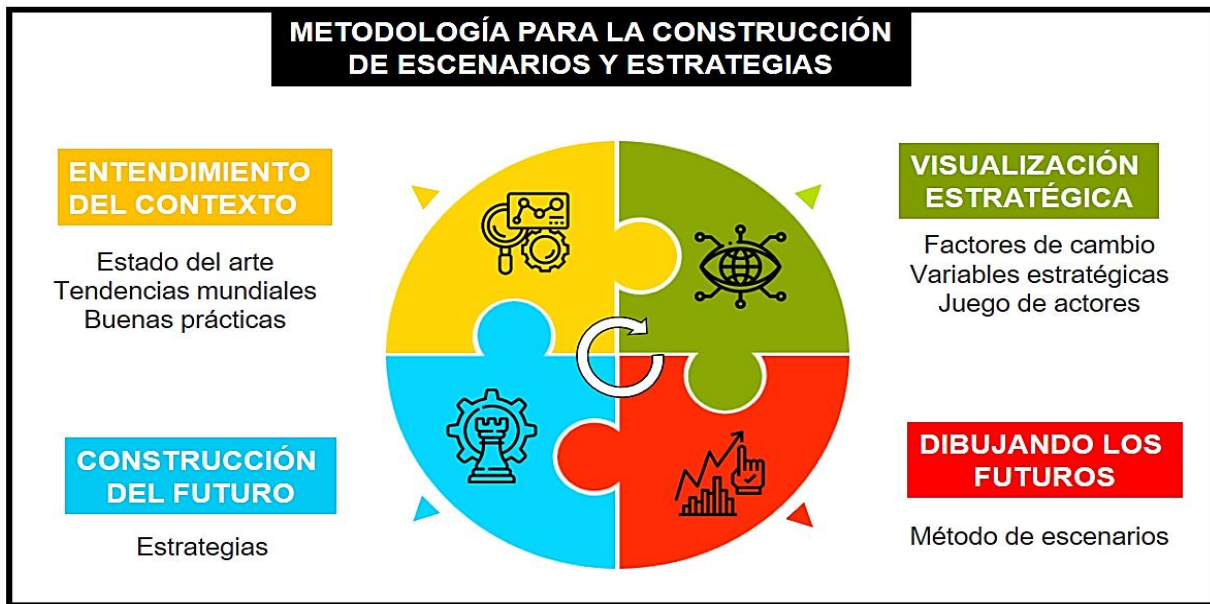 METODOLOGÍA PARA LA CONSTRUCCIÓN
DE ESCENARIOS Y ESTRATEGIAS
ENTENDIMIENTO
DEL CONTEXTO
Estado del arte
Tendencias mundiales
Buenas prácticas
VISUALIZACIÓN
ESTRATÉGICA
Factores de cambio
Variables estratégicas
Juego de actores
CONSTRUCCIÓN
DEL FUTURO
Estrategias
DIBUJANDO LOS
FUTUROS
Método de escenarios